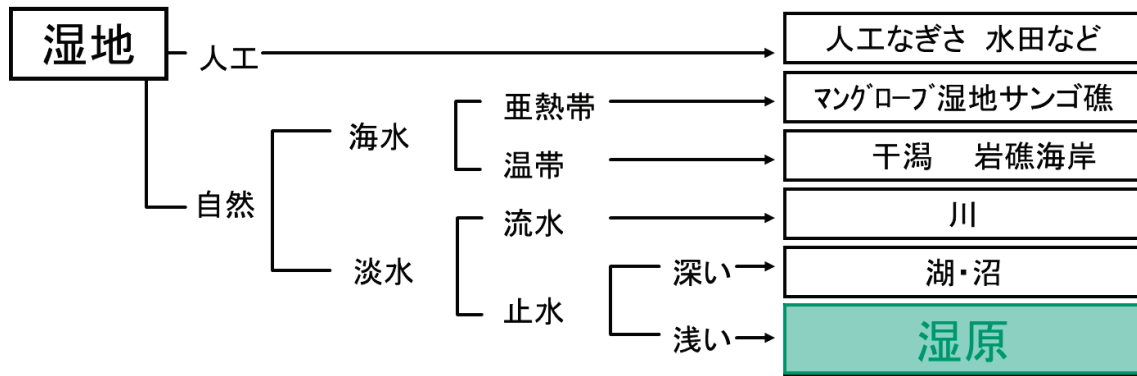 湿地
人工
人工なぎさ 水田など
亜熱帯
マングローブ湿地サンゴ礁
海水
温帯
干潟 岩礁海岸
自然
流水
川
淡水
深い
湖・沼
止水
浅い
湿原